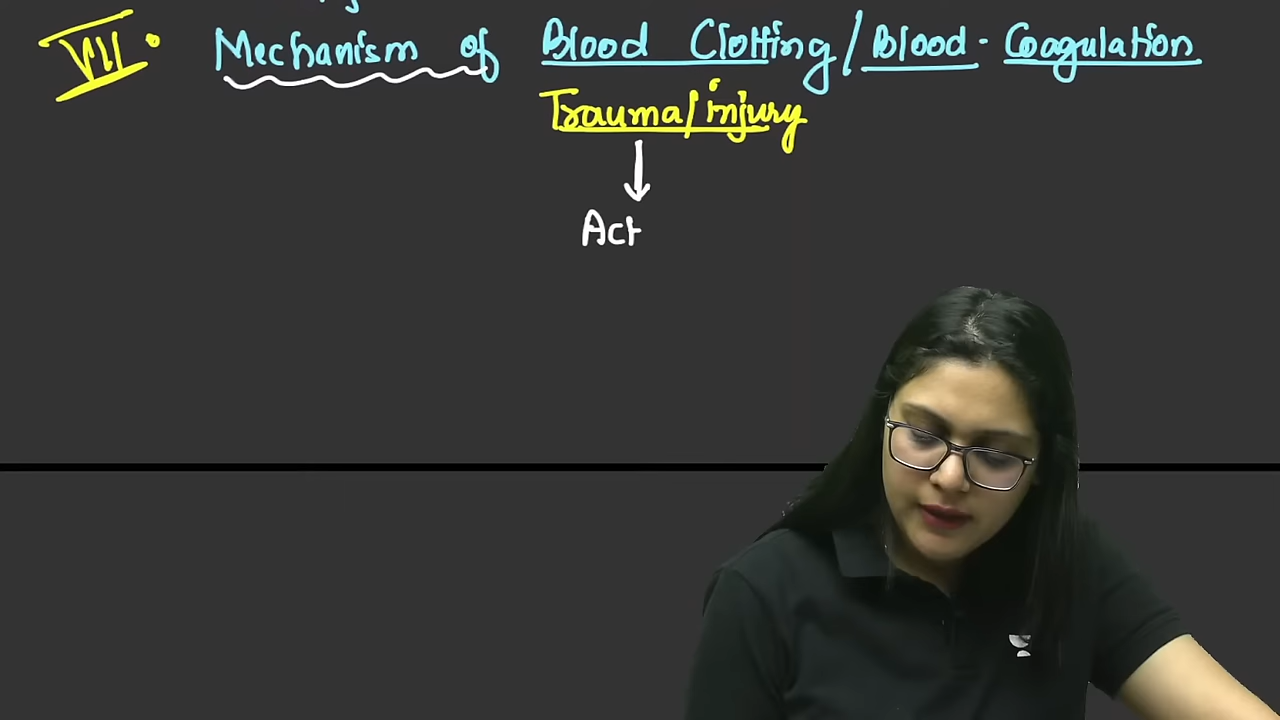 VII. Mechanism of Blood Clotting/Blood-Coagulation
Trauma/injury
Act